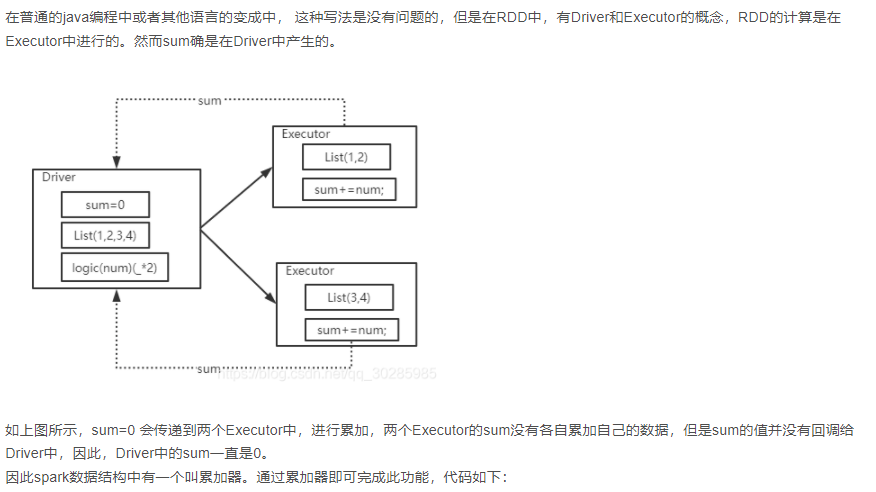 在普通的java编程中或者其他语言的变成中， 这种写法是没有问题的，但是在RDD中，有Driver和Executor的概念，RDD的计算是在
Executor中进行的。然而sum确是在Driver中产生的。
sum
Executor
List(1,2)
sum+=num;
Driver
sum=0
List(1,2,3,4)
logic(num)(_*2)
Executor
List(3,4)
sum+=num;
sum
https://blog.csdn.net/qq_30285985
如上图所示，sum=0 会传递到两个Executor中，进行累加，两个Executor的sum没有各自累加自己的数据，但是sum的值并没有回调给
Driver中，因此，Driver中的sum一直是0。
因此spark数据结构中有一个叫累加器。通过累加器即可完成此功能，代码如下：